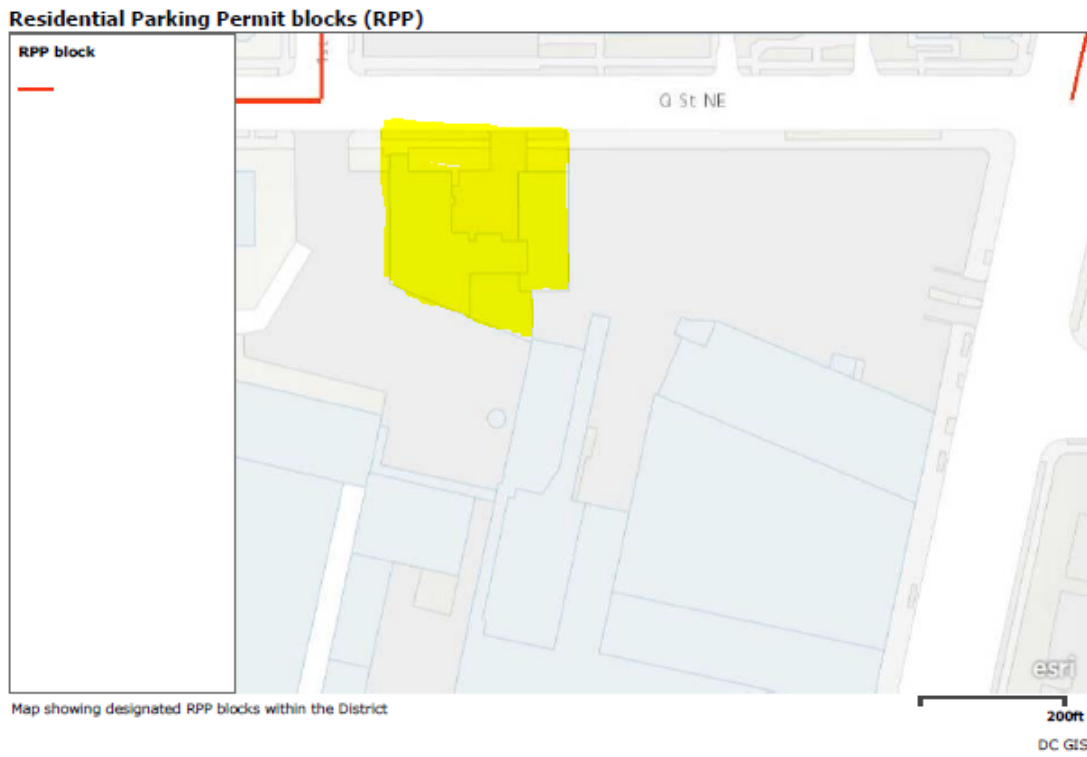 Residential Parking Permit blocks (RPP)
RPP block
1st
Q St NE
esri
Map showing designated RPP blocks within the District
200ft
DC GIS